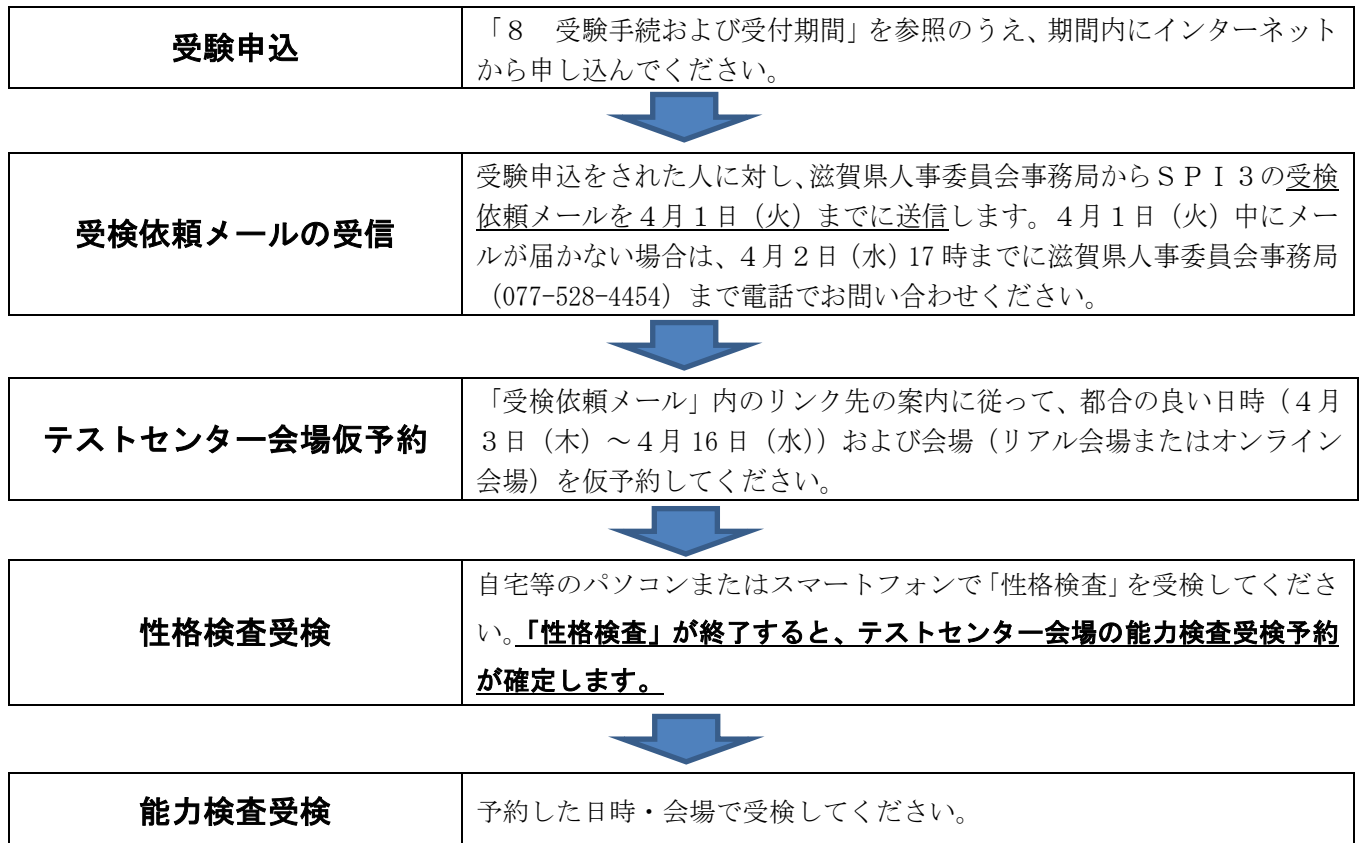 受験申込
「８　受験手続および受付期間」を参照のうえ、期間内にインターネット
から申し込んでください。
受検依頼メールの受信
受験申込をされた人に対し、滋賀県人事委員会事務局からＳＰＩ３の受検
依頼メールを４月１日（火）までに送信します。４月１日（火）中にメー
ルが届かない場合は、４月２日（水）17 時までに滋賀県人事委員会事務局
（077-528-4454）まで電話でお問い合わせください。
テストセンター会場仮予約
「受検依頼メール」内のリンク先の案内に従って、都合の良い日時（４月
３日（木）～４月 16 日（水））および会場（リアル会場またはオンライン
会場）を仮予約してください。
性格検査受検
自宅等のパソコンまたはスマートフォンで「性格検査」を受検してくださ
い。「性格検査」が終了すると、テストセンター会場の能力検査受検予約
が確定します。
能力検査受検
予約した日時・会場で受検してください。